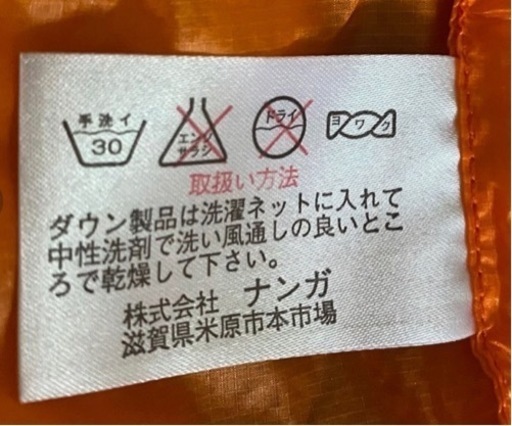 手洗イ
30
エンソ
サラシ
ドライ
ヨワク
取扱い方法
ダウン製品は洗濯ネットに入れて
中性洗剤で洗い風通しの良いとこ
ろで乾燥して下さい。
株式会社 ナンガ
滋賀県米原市本市場